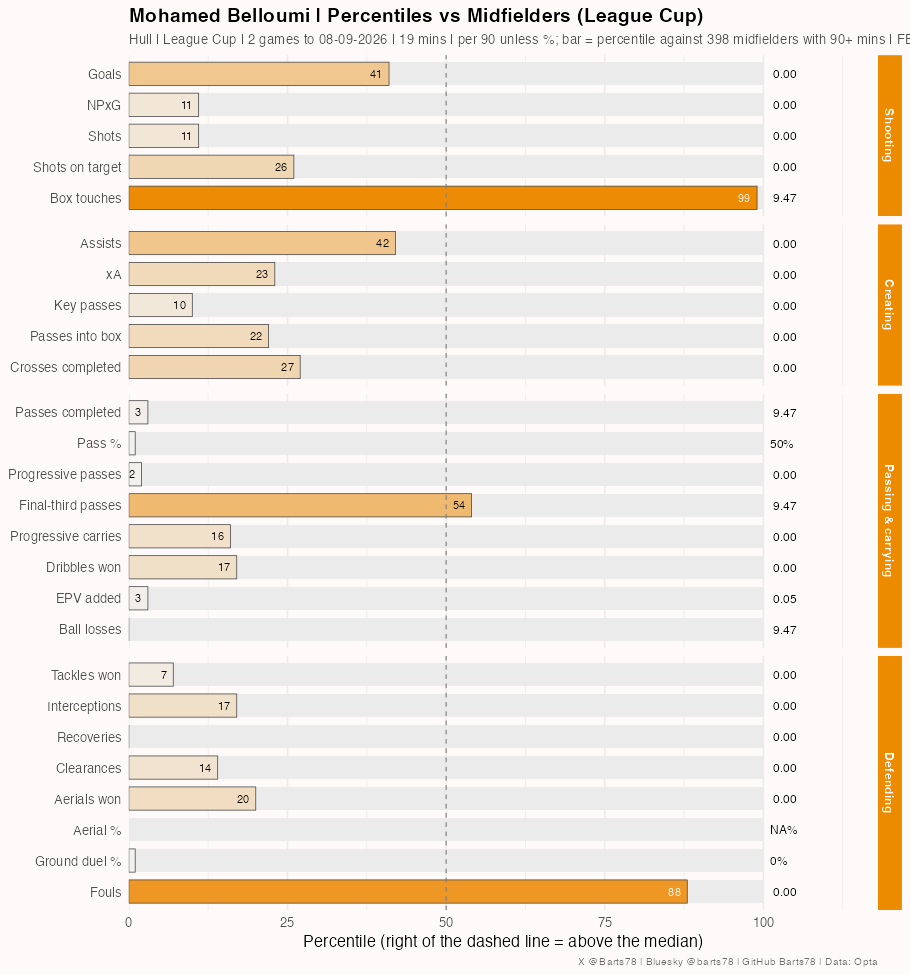 Mohamed Belloumi | Percentiles vs Midfielders (League Cup)
Hull | League Cup | 2 games to 08-09-2026 | 19 mins | per 90 unless %; bar = percentile against 398 midfielders with 90+ mins |
Goals 41 0.00
NPxG 11 0.00
Shots 11 0.00
Shots on target 26 0.00
Box touches 99 9.47
Shooting
Assists 42 0.00
xA 23 0.00
Key passes 10 0.00
Passes into box 22 0.00
Crosses completed 27 0.00
Creating
Passes completed 3 9.47
Pass % 50%
Progressive passes 2 0.00
Final-third passes 54 9.47
Progressive carries 16 0.00
Dribbles won 17 0.00
EPV added 3 0.05
Ball losses 9.47
Passing & carrying
Tackles won 7 0.00
Interceptions 17 0.00
Recoveries 0.00
Clearances 14 0.00
Aerials won 20 0.00
Aerial % NA%
Ground duel % 0%
Fouls 88 0.00
Defending
0 25 50 75 100
Percentile (right of the dashed line = above the median)
X @Barts78 | Bluesky @barts78 | GitHub Barts78 | Data: Opta